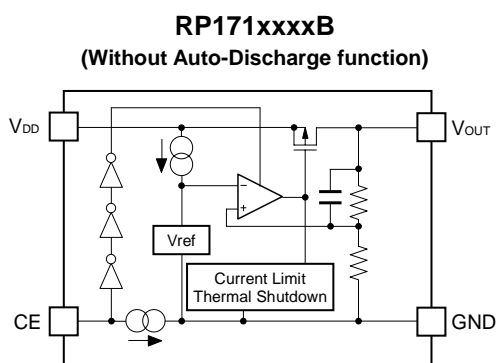 RP171xxxxB
(Without Auto-Discharge function)
VDD
VOUT
−
+
Vref
Current Limit
Thermal Shutdown
CE
GND